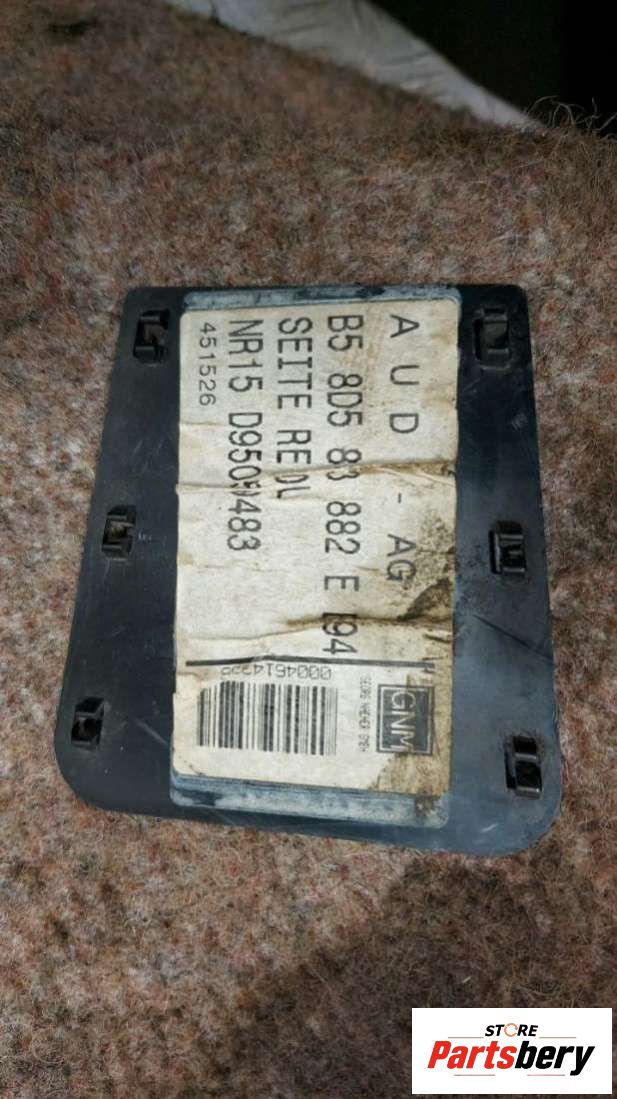 A U D - AG
B5 8D5 83 882 E
SEITE RE
NR15 D950
451526
GNM
STORE
Partsbery